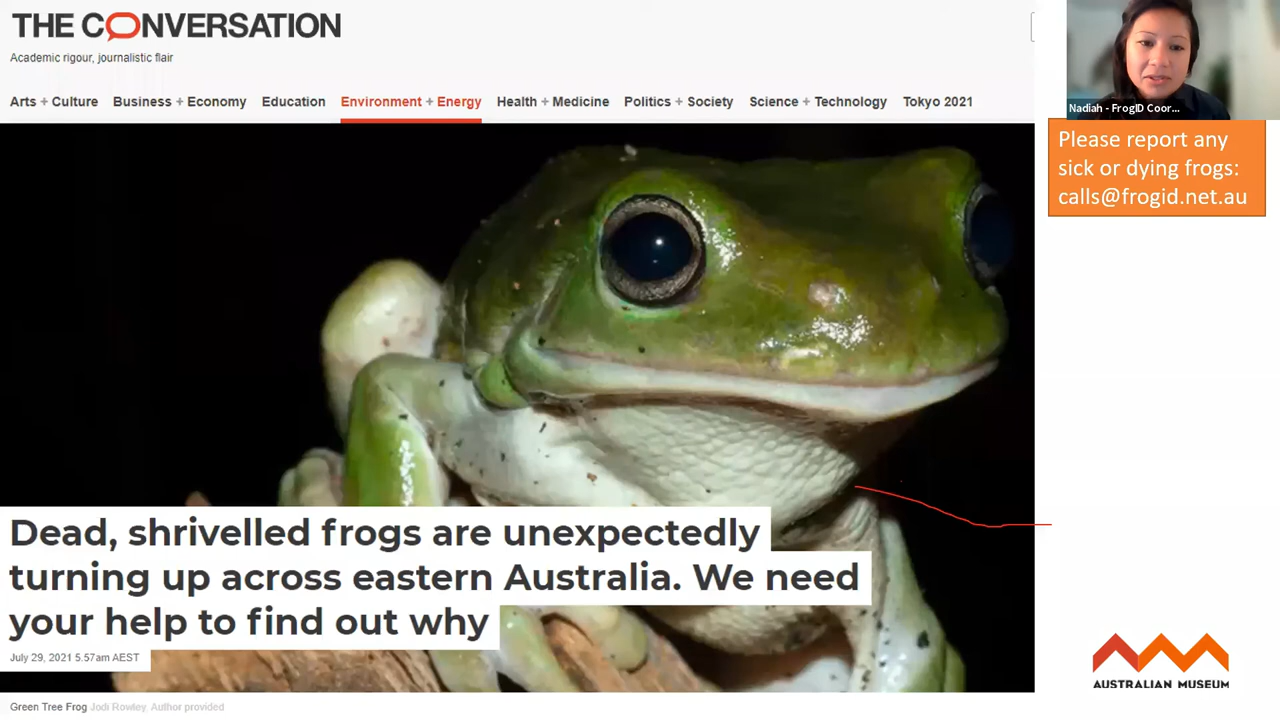 THE CONVERSATION
Academic rigour, journalistic flair
Arts + Culture Business + Economy Education Environment + Energy Health + Medicine Politics + Society Science + Technology Tokyo 2021
Nadiah - FrogID Coor...
Please report any
sick or dying frogs:
calls@frogid.net.au
Dead, shrivelled frogs are unexpectedly
turning up across eastern Australia. We need
your help to find out why
July 29, 2021 5.57am AEST
Green Tree Frog Jodi Rowley, Author provided
AUSTRALIAN MUSEUM